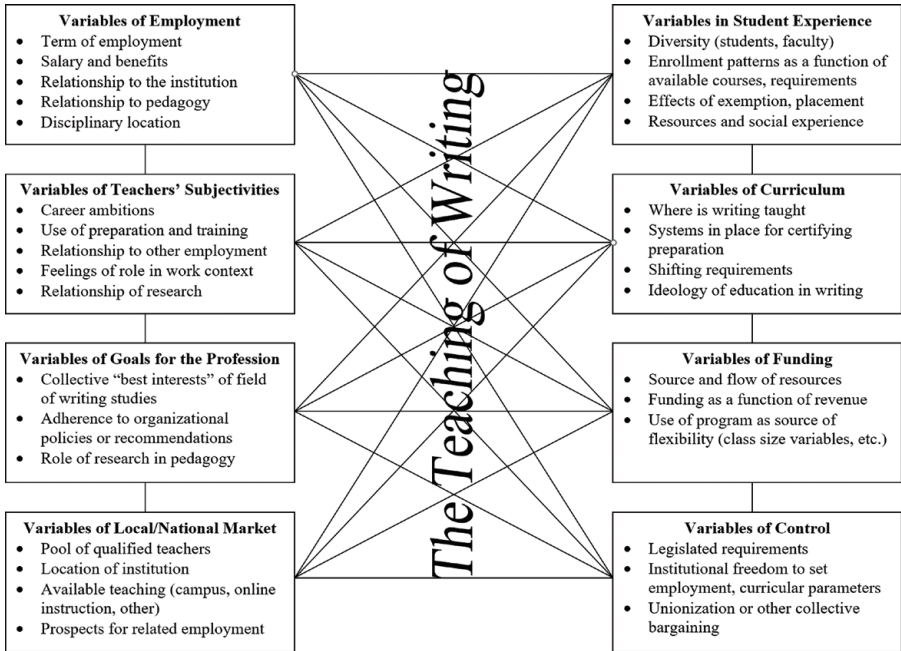 Variables of Employment
• Term of employment
• Salary and benefits
• Relationship to the institution
• Relationship to pedagogy
• Disciplinary location
Variables of Teachers' Subjectivities
• Career ambitions
• Use of preparation and training
• Relationship to other employment
• Feelings of role in work context
• Relationship of research
Variables of Goals for the Profession
• Collective “best interests” of field
of writing studies
• Adherence to organizational
policies or recommendations
• Role of research in pedagogy
Variables of Local/National Market
• Pool of qualified teachers
• Location of institution
• Available teaching (campus, online
instruction, other)
• Prospects for related employment
The Teaching of Writing
Variables in Student Experience
• Diversity (students, faculty)
• Enrollment patterns as a function of
available courses, requirements
• Effects of exemption, placement
• Resources and social experience
Variables of Curriculum
• Where is writing taught
• Systems in place for certifying
preparation
• Shifting requirements
• Ideology of education in writing
Variables of Funding
• Source and flow of resources
• Funding as a function of revenue
• Use of program as source of
flexibility (class size variables, etc.)
Variables of Control
• Legislated requirements
• Institutional freedom to set
employment, curricular parameters
• Unionization or other collective
bargaining